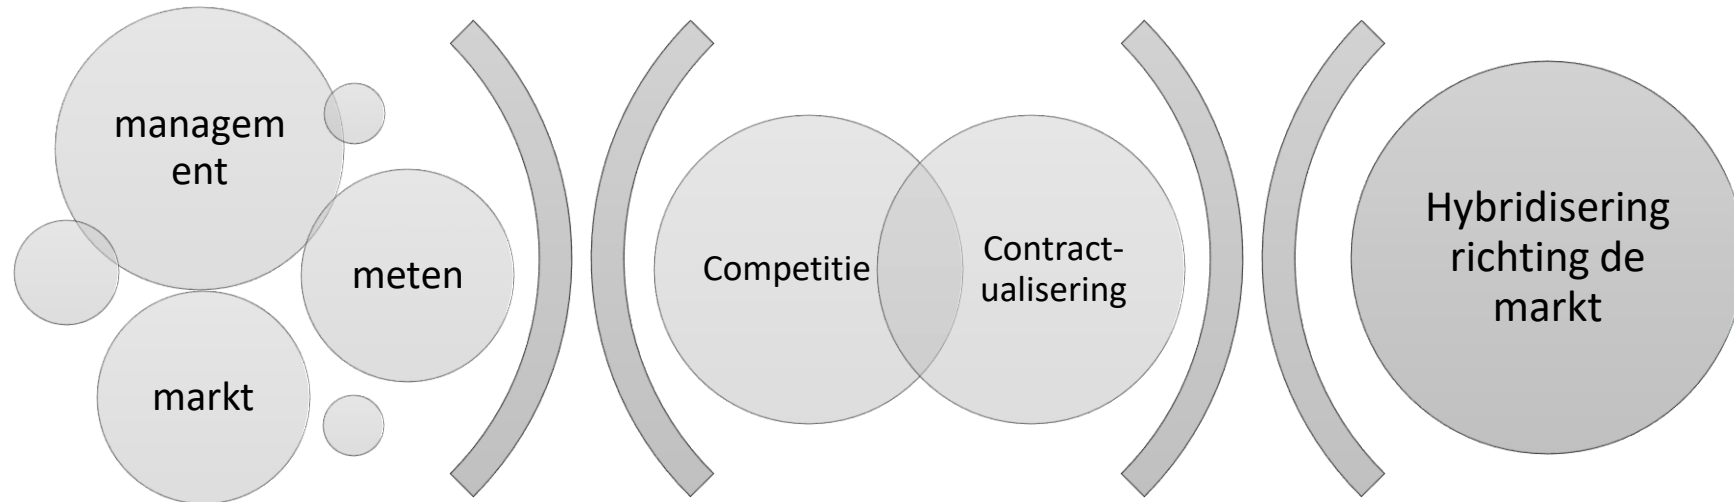 managem
ent
meten
markt
Competitie
Contract-
ualisering
Hybridisering
richting de
markt